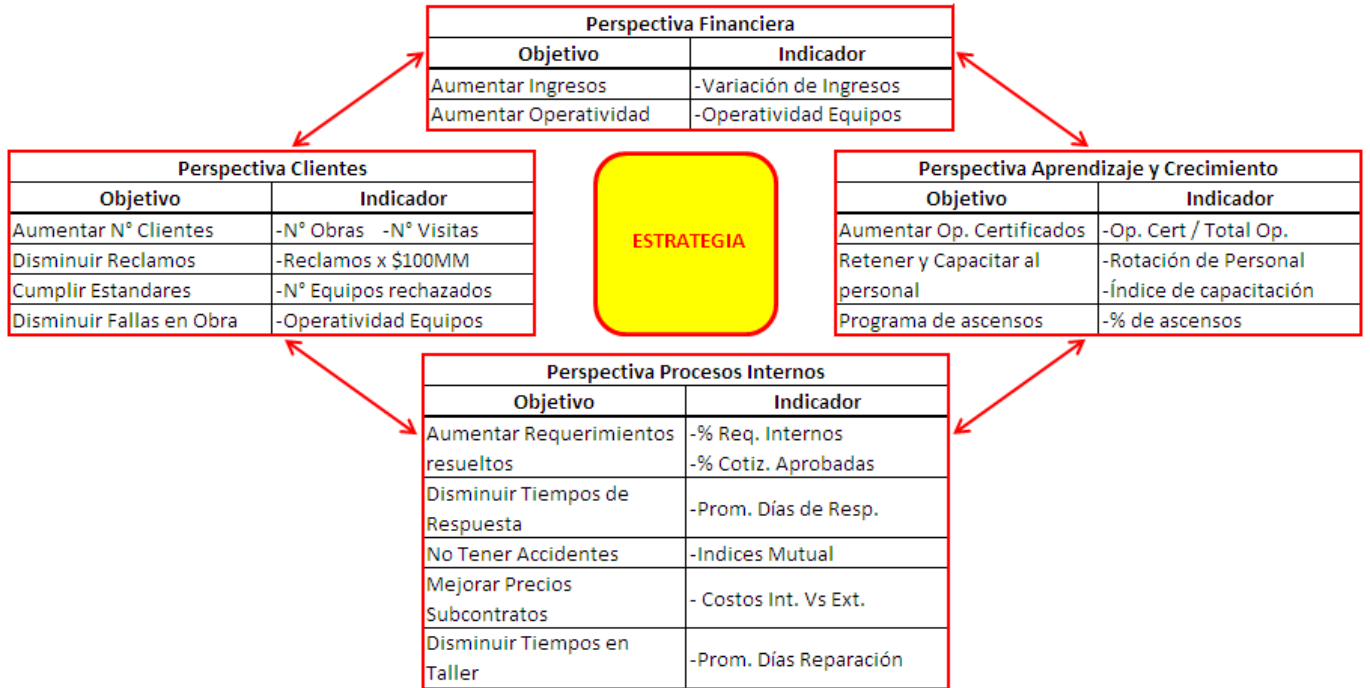 Perspectiva Financiera
Objetivo Indicador
Aumentar Ingresos -Variación de Ingresos
Aumentar Operatividad -Operatividad Equipos
Perspectiva Clientes
Objetivo Indicador
Aumentar N° Clientes -N° Obras -N° Visitas
Disminuir Reclamos -Reclamos x $100MM
Cumplir Estandares -N° Equipos rechazados
Disminuir Fallas en Obra -Operatividad Equipos
ESTRATEGIA
Perspectiva Aprendizaje y Crecimiento
Objetivo Indicador
Aumentar Op. Certificados -Op. Cert / Total Op.
Retener y Capacitar al -Rotación de Personal
personal -Índice de capacitación
Programa de ascensos -% de ascensos
Perspectiva Procesos Internos
Objetivo Indicador
Aumentar Requerimientos -% Req. Internos
resueltos -% Cotiz. Aprobadas
Disminuir Tiempos de
Respuesta
-Prom. Días de Resp.
No Tener Accidentes -Indices Mutual
Mejorar Precios
Subcontratos
- Costos Int. Vs Ext.
Disminuir Tiempos en
Taller
-Prom. Días Reparación